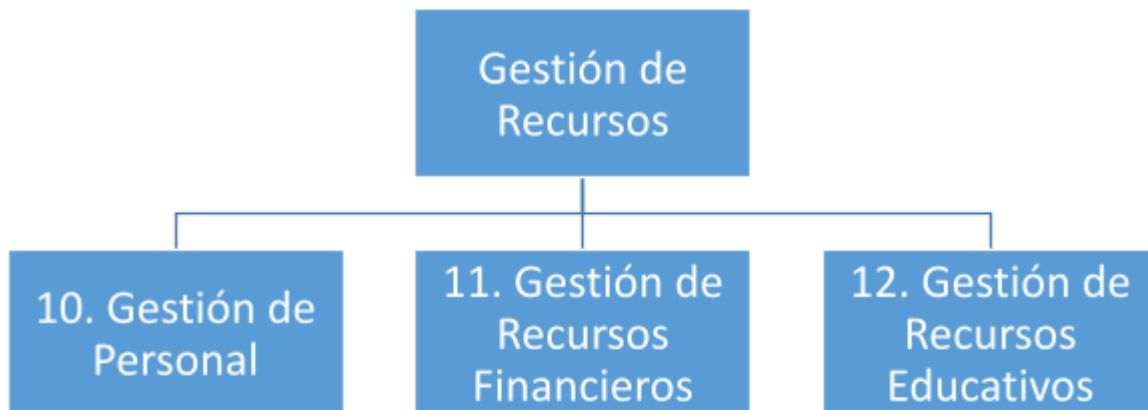 Gestión de
Recursos
10. Gestión de
Personal
11. Gestión de
Recursos
Financieros
12. Gestión de
Recursos
Educativos